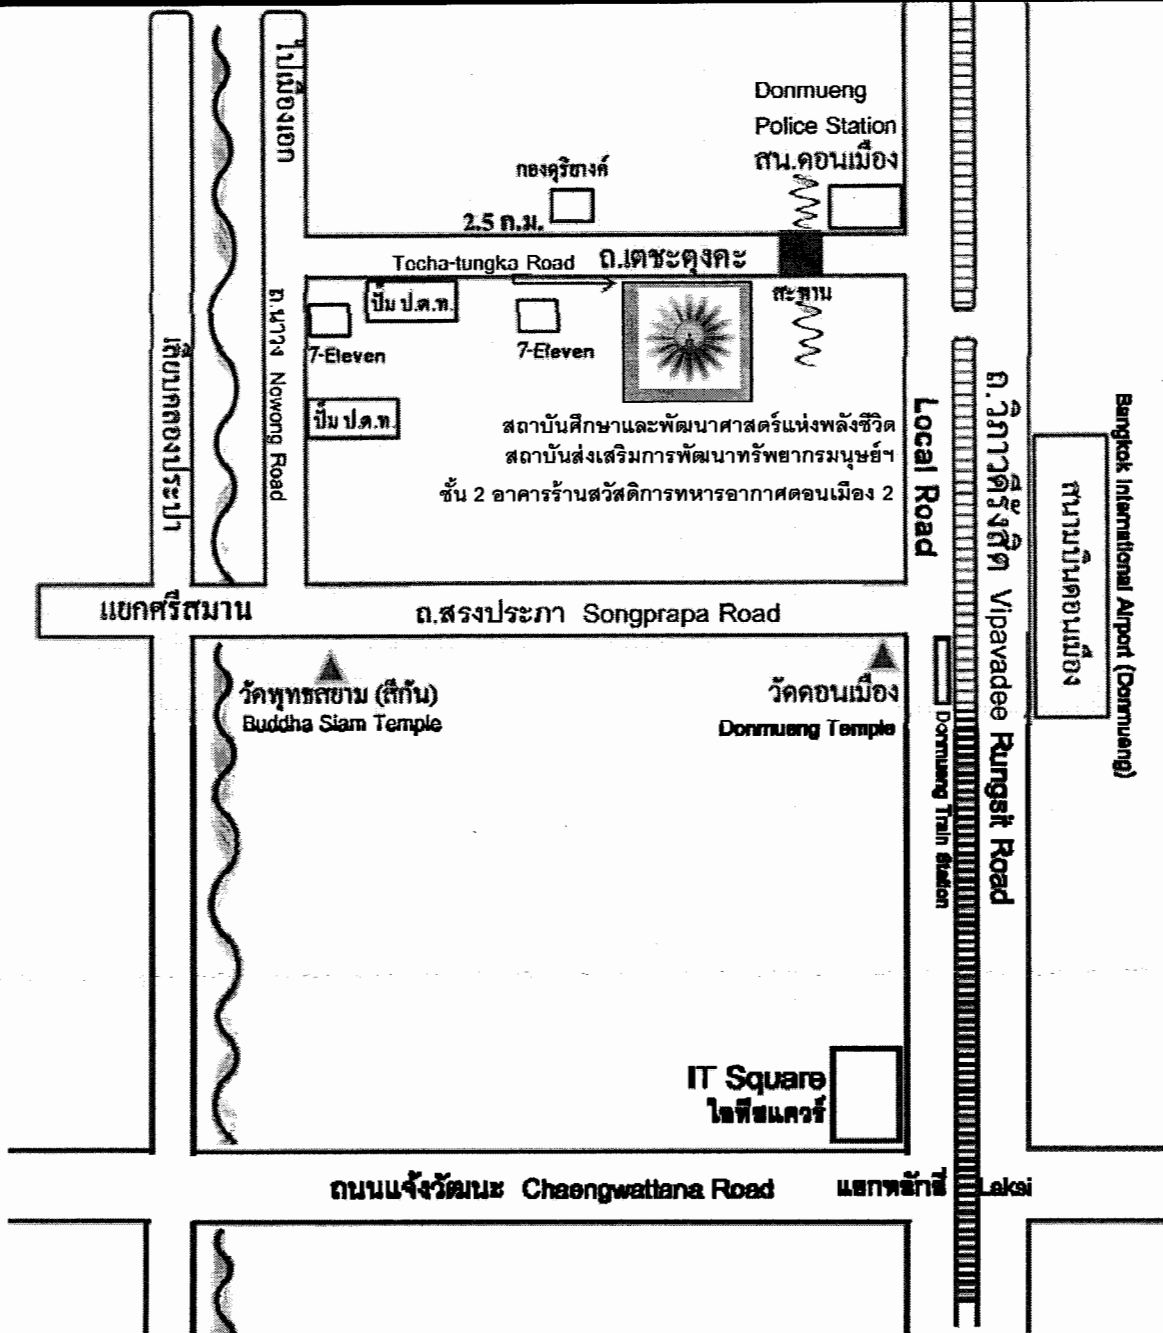 ไปเมืองเอก
Donmueng
Police Station
สน.ดอนเมือง
กองดุริยางค์
2.5 ก.ม.
Techa-tungka Road ถ.เตชะตุงคะ
สะพาน
ปั๊ม ป.ต.ท.
7-Eleven
7-Eleven
ปั๊ม ป.ต.ท.
ถ.นาวง Nowong Road
เลียบคลองประปา
สถาบันศึกษาและพัฒนาศาสตร์แห่งพลังชีวิต
สถาบันส่งเสริมการพัฒนาทรัพยากรมนุษย์ฯ
ชั้น 2 อาคารร้านสวัสดิการทหารอากาศดอนเมือง 2
Local Road
ถ.วิภาวดีรังสิต Vipavadee Rungsit Road
สนามบินดอนเมือง
Bangkok International Airport (Donmueng)
แยกศรีสมาน
ถ.สรงประภา Songprapa Road
วัดพุทธสยาม (สีกัน)
Buddha Siam Temple
วัดดอนเมือง
Donmueng Temple
Donmueng Train Station
IT Square
ไอทีสแควร์
ถนนแจ้งวัฒนะ Chaengwattana Road
แยกหลักสี่ Laksi